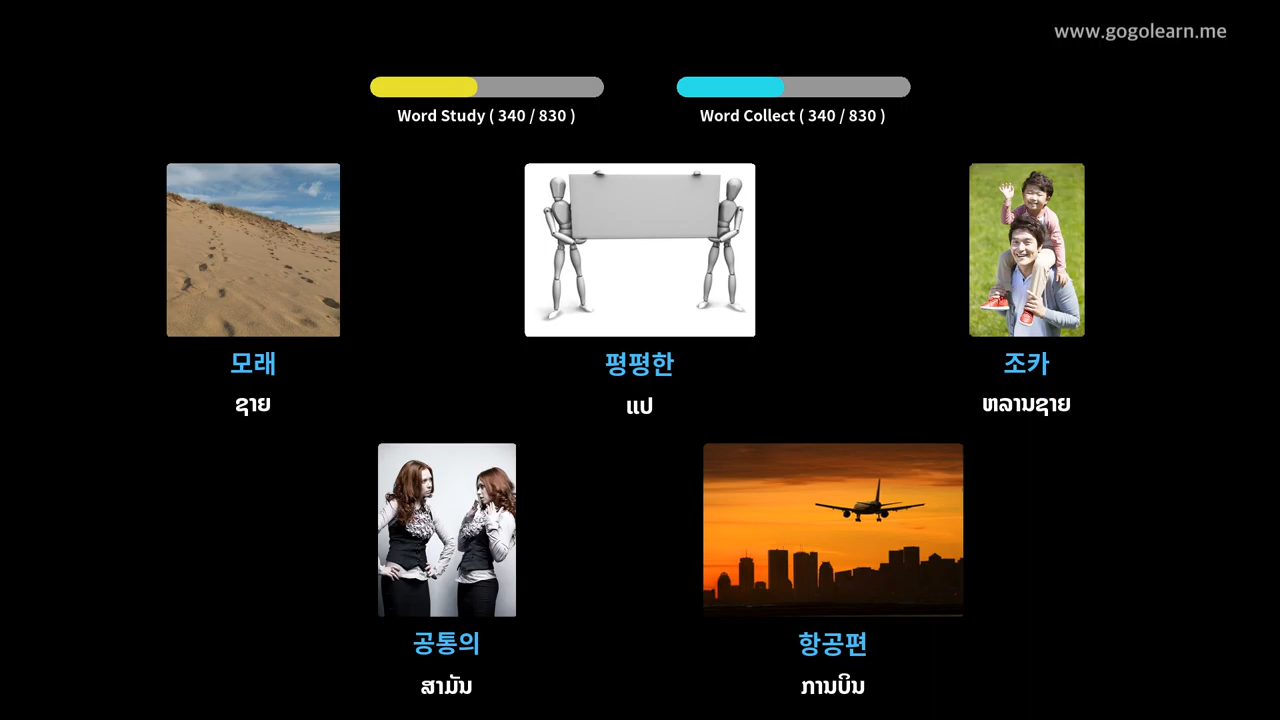 www.gogolearn.me
Word Study ( 340 / 830 )
Word Collect ( 340 / 830 )
모래
평평한
조카
ຊາຍ
ແປ
ຫລານຊາຍ
공통의
항공편
ສາມັນ
ການບິນ